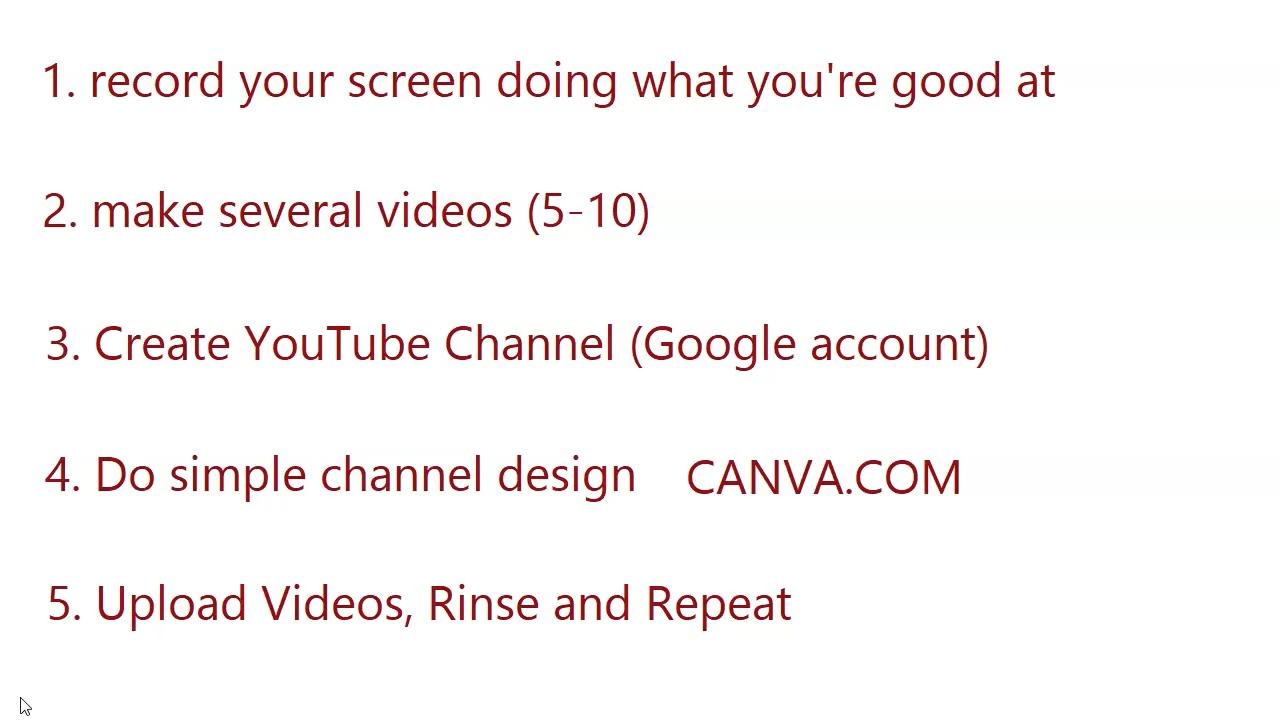 1. record your screen doing what you're good at
2. make several videos (5-10)
3. Create YouTube Channel (Google account)
4. Do simple channel design CANVA.COM
5. Upload Videos, Rinse and Repeat